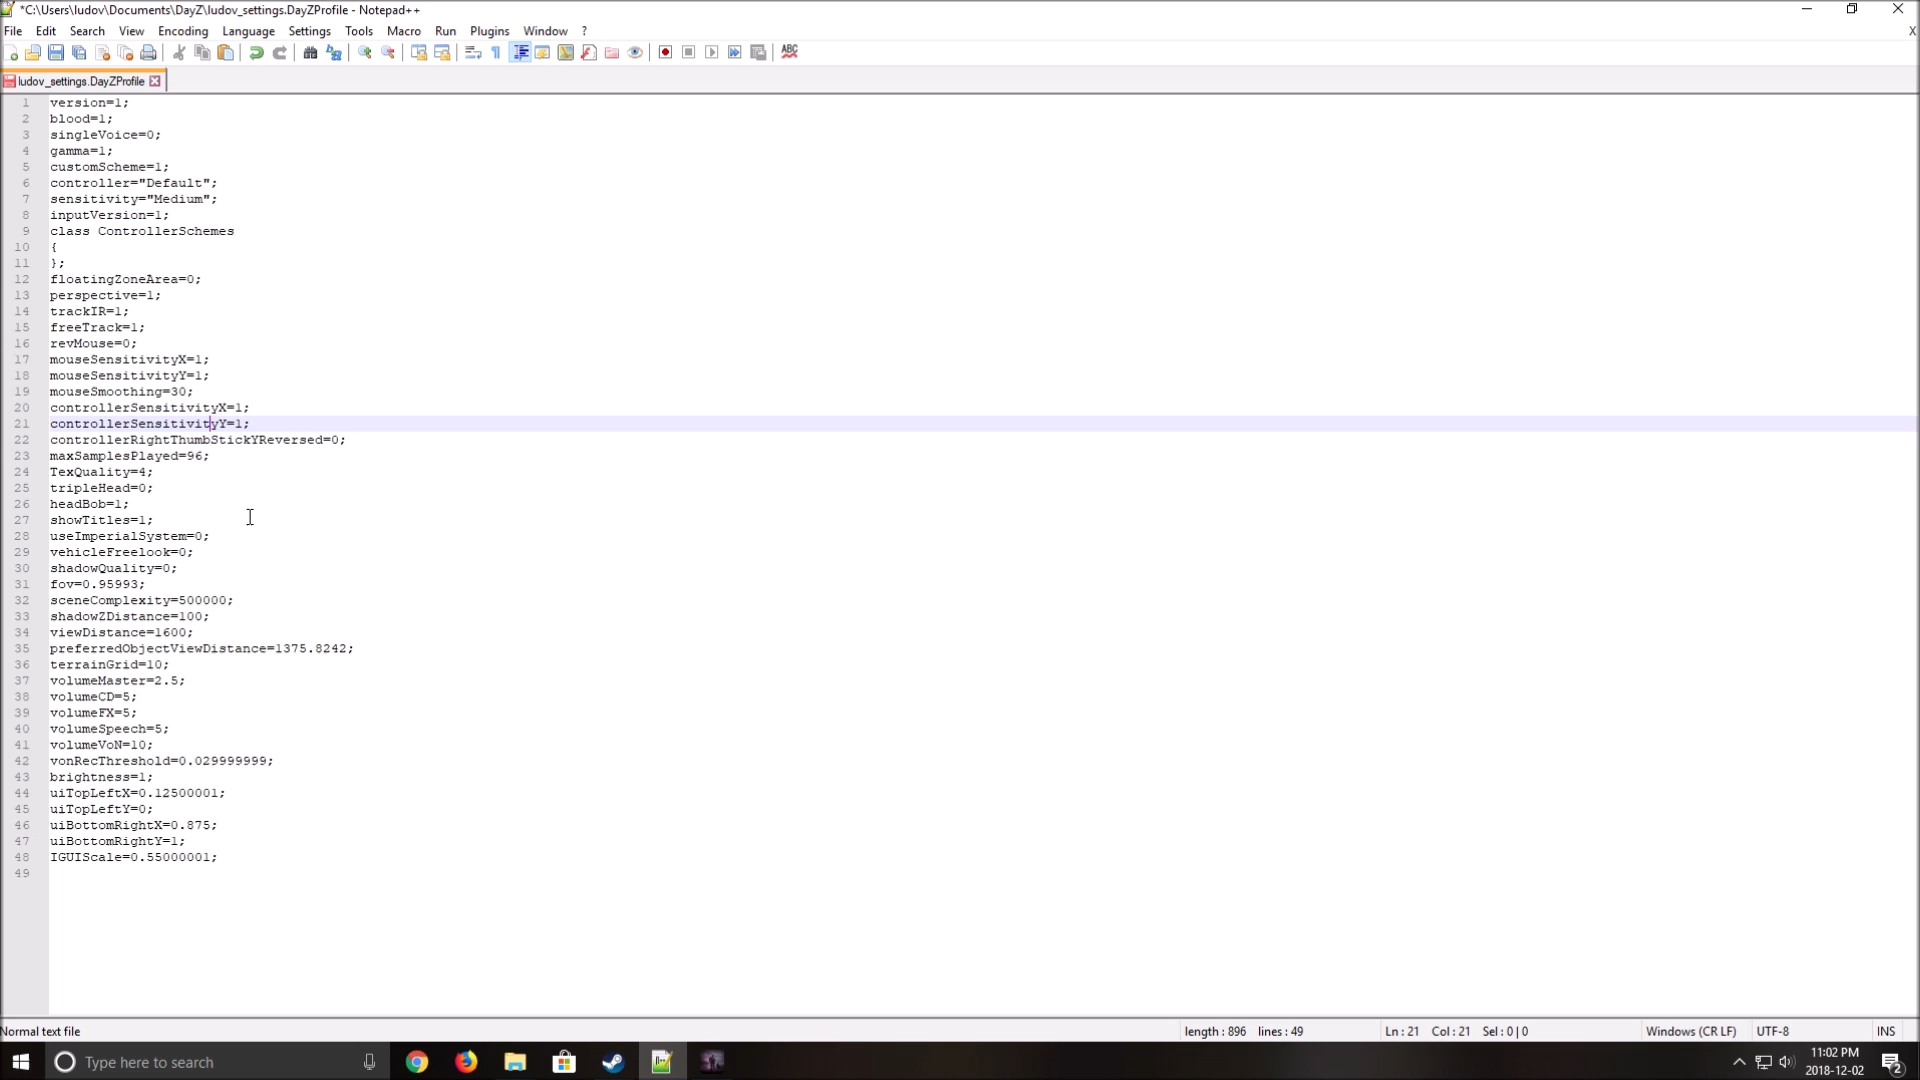 *C:\Users\ludov\Documents\DayZ\ludov_settings.DayZProfile - Notepad++
File Edit Search View Encoding Language Settings Tools Macro Run Plugins Window ? X
ABC
ludov_settings.DayZProfile
1 version=1;
2 blood=1;
3 singleVoice=0;
4 gamma=1;
5 customScheme=1;
6 controller="Default";
7 sensitivity="Medium";
8 inputVersion=1;
9 class ControllerSchemes
10 {
11 };
12 floatingZoneArea=0;
13 perspective=1;
14 trackIR=1;
15 freeTrack=1;
16 revMouse=0;
17 mouseSensitivityX=1;
18 mouseSensitivityY=1;
19 mouseSmoothing=30;
20 controllerSensitivityX=1;
21 controllerSensitivityY=1;
22 controllerRightThumbStickYReversed=0;
23 maxSamplesPlayed=96;
24 TexQuality=4;
25 tripleHead=0;
26 headBob=1;
27 showTitles=1;
28 useImperialSystem=0;
29 vehicleFreelook=0;
30 shadowQuality=0;
31 fov=0.95993;
32 sceneComplexity=500000;
33 shadowZDistance=100;
34 viewDistance=1600;
35 preferredObjectViewDistance=1375.8242;
36 terrainGrid=10;
37 volumeMaster=2.5;
38 volumeCD=5;
39 volumeFX=5;
40 volumeSpeech=5;
41 volumeVoN=10;
42 vonRecThreshold=0.029999999;
43 brightness=1;
44 uiTopLeftX=0.12500001;
45 uiTopLeftY=0;
46 uiBottomRightX=0.875;
47 uiBottomRightY=1;
48 IGUIScale=0.55000001;
49
Normal text file length : 896 lines : 49 Ln : 21 Col : 21 Sel : 0 | 0 Windows (CR LF) UTF-8 INS
Type here to search
11:02 PM
2018-12-02
2